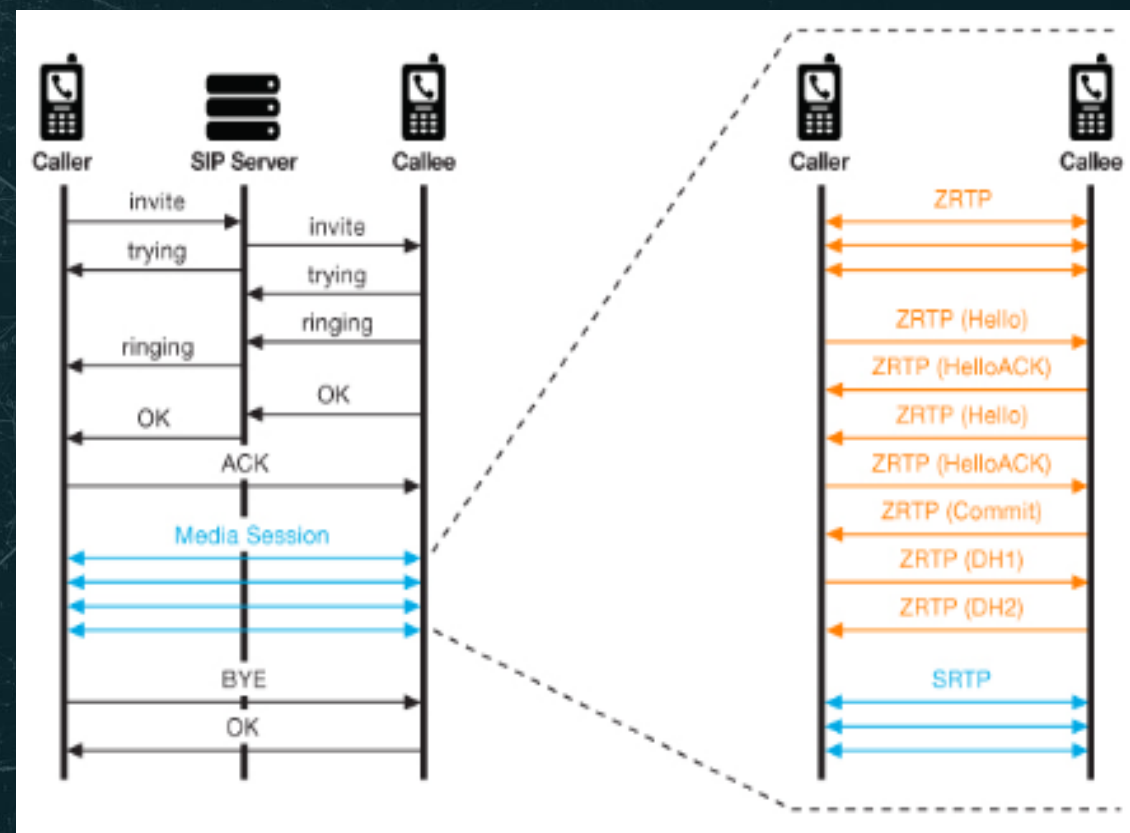 Caller
SIP Server
Callee
invite
invite
trying
trying
ringing
ringing
OK
OK
ACK
Media Session
BYE
OK
Caller
Callee
ZRTP
ZRTP (Hello)
ZRTP (HelloACK)
ZRTP (Hello)
ZRTP (HelloACK)
ZRTP (Commit)
ZRTP (DH1)
ZRTP (DH2)
SRTP